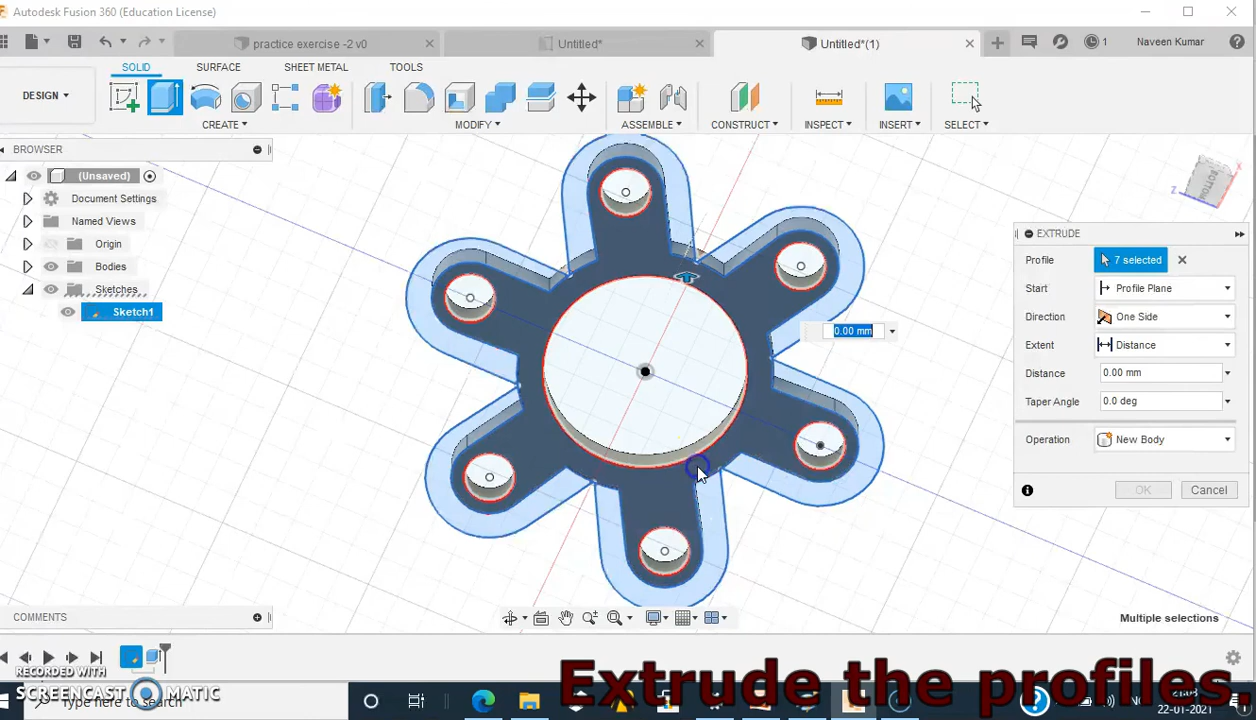 Autodesk Fusion 360 (Education License)
practice exercise -2 v0
Untitled*
Untitled*(1)
1
Naveen Kumar
SOLID
SURFACE
SHEET METAL
TOOLS
DESIGN
CREATE
MODIFY
ASSEMBLE
CONSTRUCT
INSPECT
INSERT
SELECT
BROWSER
(Unsaved)
Document Settings
Named Views
Origin
Bodies
Sketches
Sketch1
BOTTOM
X
Z
EXTRUDE
Profile
7 selected
Start
Profile Plane
Direction
One Side
Extent
Distance
Distance
0.00 mm
Taper Angle
0.0 deg
Operation
New Body
OK
Cancel
0.00 mm
COMMENTS
Multiple selections
RECORDED WITH
SCREENCAST MATIC
Type here to search
Extrude the profiles.
22-01-2021